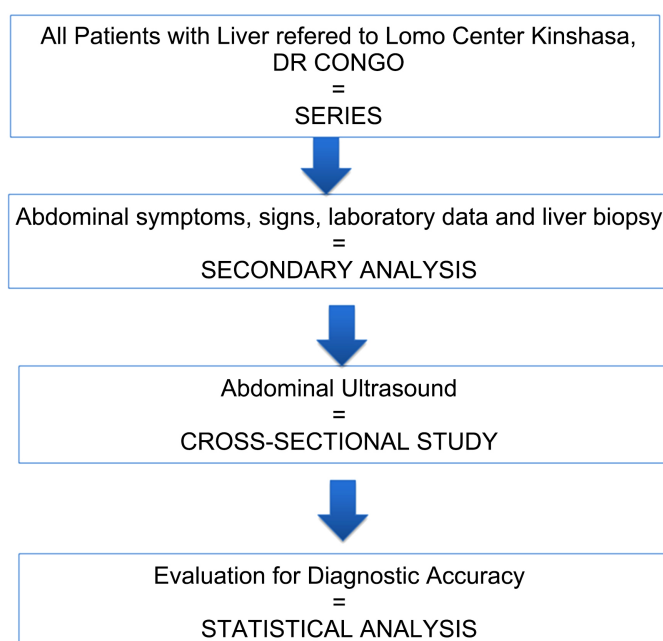 All Patients with Liver refered to Lomo Center Kinshasa,
DR CONGO
=
SERIES
Abdominal symptoms, signs, laboratory data and liver biopsy
=
SECONDARY ANALYSIS
Abdominal Ultrasound
=
CROSS-SECTIONAL STUDY
Evaluation for Diagnostic Accuracy
=
STATISTICAL ANALYSIS